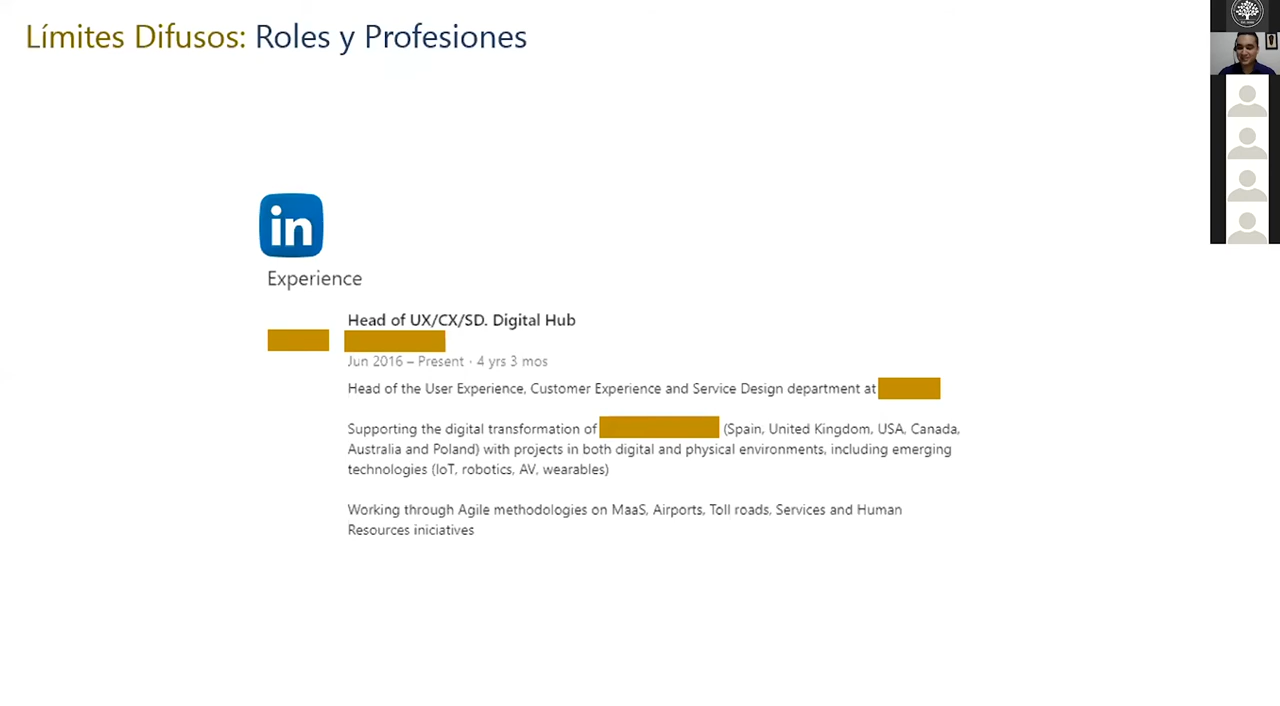 Límites Difusos: Roles y Profesiones
in
Experience
Head of UX/CX/SD. Digital Hub
Jun 2016 – Present · 4 yrs 3 mos
Head of the User Experience, Customer Experience and Service Design department at
Supporting the digital transformation of (Spain, United Kingdom, USA, Canada,
Australia and Poland) with projects in both digital and physical environments, including emerging
technologies (IoT, robotics, AV, wearables)
Working through Agile methodologies on MaaS, Airports, Toll roads, Services and Human
Resources iniciatives